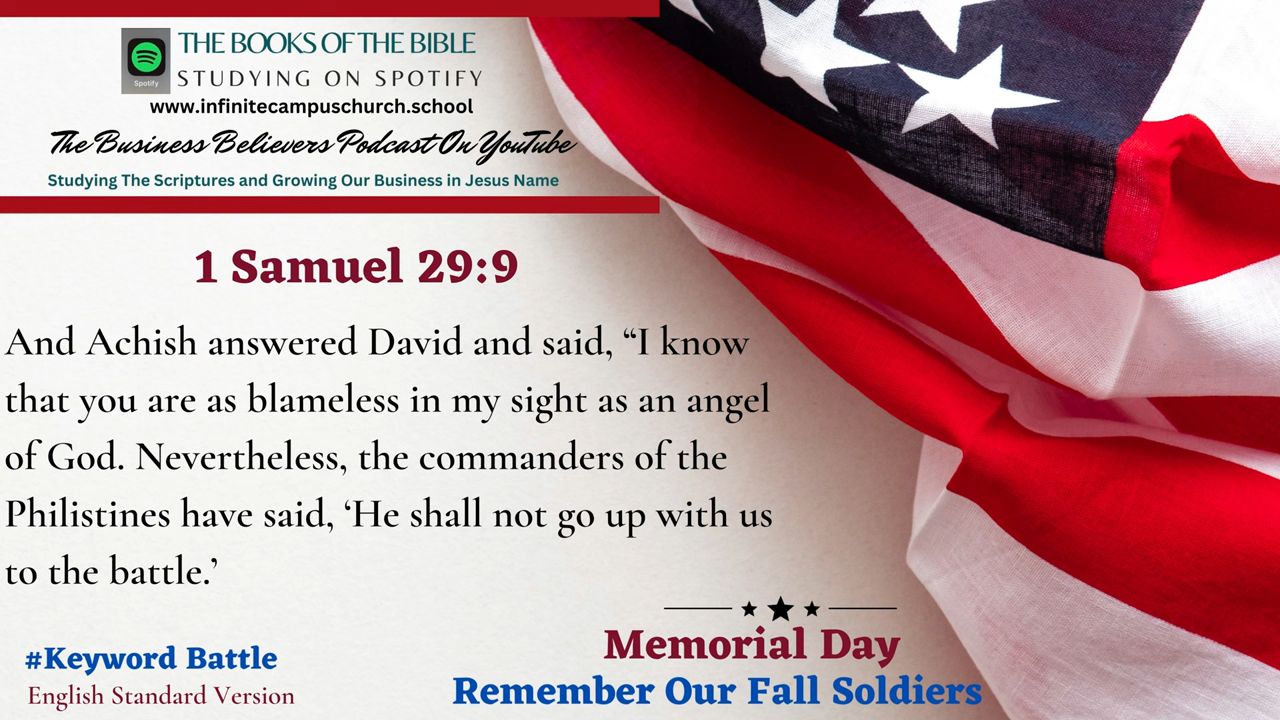 THE BOOKS OF THE BIBLE
Spotify
STUDYING ON SPOTIFY
www.infinitecampuschurch.school
The Business Believers Podcast On YouTube
Studying The Scriptures and Growing Our Business in Jesus Name
1 Samuel 29:9
And Achish answered David and said, “I know
that you are as blameless in my sight as an angel
of God. Nevertheless, the commanders of the
Philistines have said, ‘He shall not go up with us
to the battle.’
#Keyword Battle
English Standard Version
Memorial Day
Remember Our Fall Soldiers